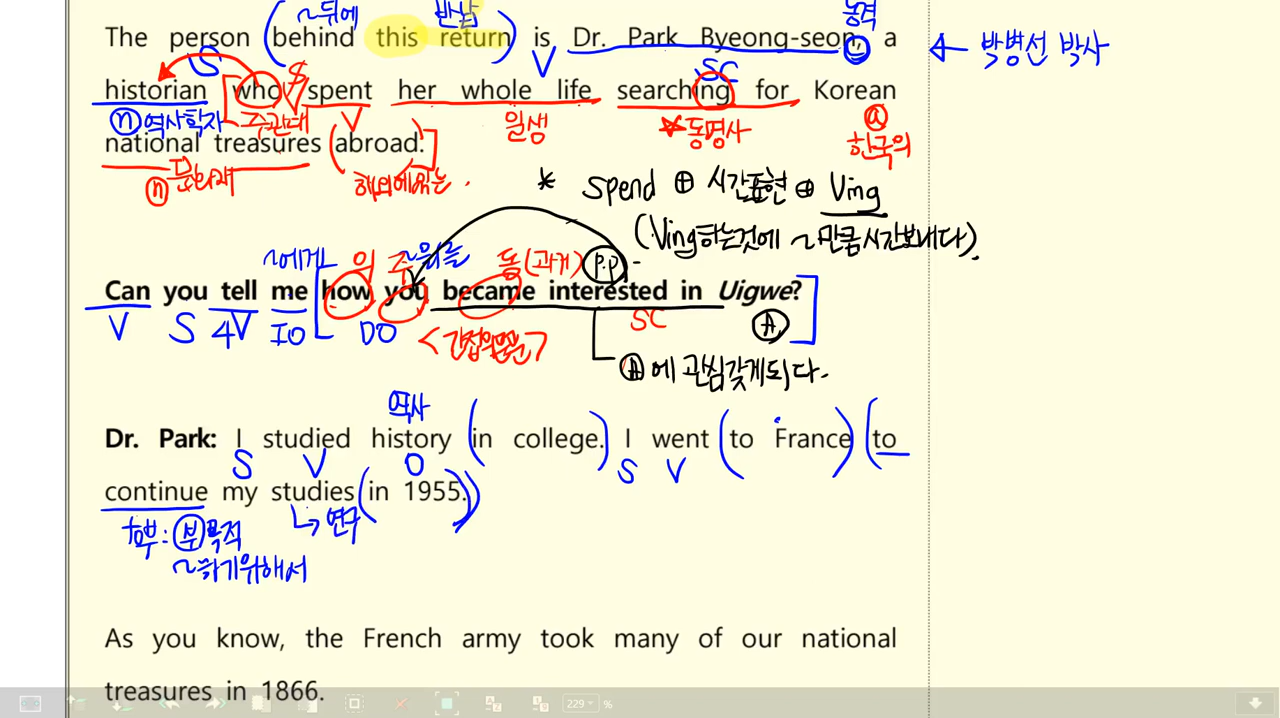 ~뒤에 반납 동격
The person (behind this return) is Dr. Park Byeong-seon, a ← 박병선 박사
S V SC
historian [who spent her whole life searching for Korean
ⓝ 역사학자 주관대 V 일생 ★동명사 ⓐ 한국의
national treasures (abroad.)]
ⓝ 문화재 해외에있는
* spend ⊕ 시간표현 ⊕ Ving
(Ving하는것에 ~만큼시간보내다).
~에게 의 주 ~을를 동(과거) P.P
Can you tell me [how you became interested in Uigwe?]
V S 4V IO DO SC Ⓐ
<간접의문문>
Ⓐ에 관심갖게되다.
역사
Dr. Park: I studied history (in college.) I went (to France) (to
S V O S V
continue my studies (in 1955.))
투부: 부 목적 ↳ 연구
~하기위해서
As you know, the French army took many of our national
treasures in 1866.
229 %